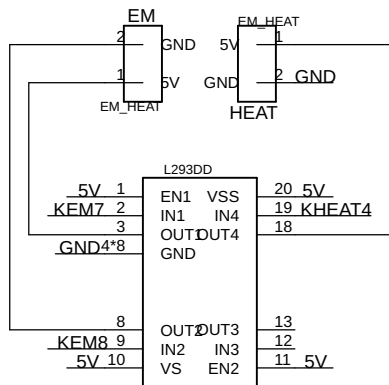 EM
2 GND
1 5V
EM_HEAT
EM_HEAT
5V 1
GND 2 GND
HEAT
L293DD
5V 1 EN1 VSS 20 5V
KEM7 2 IN1 IN4 19 KHEAT4
3 OUT1 OUT4 18
GND 4*8 GND
8 OUT2 OUT3 13
KEM8 9 IN2 IN3 12
5V 10 VS EN2 11 5V